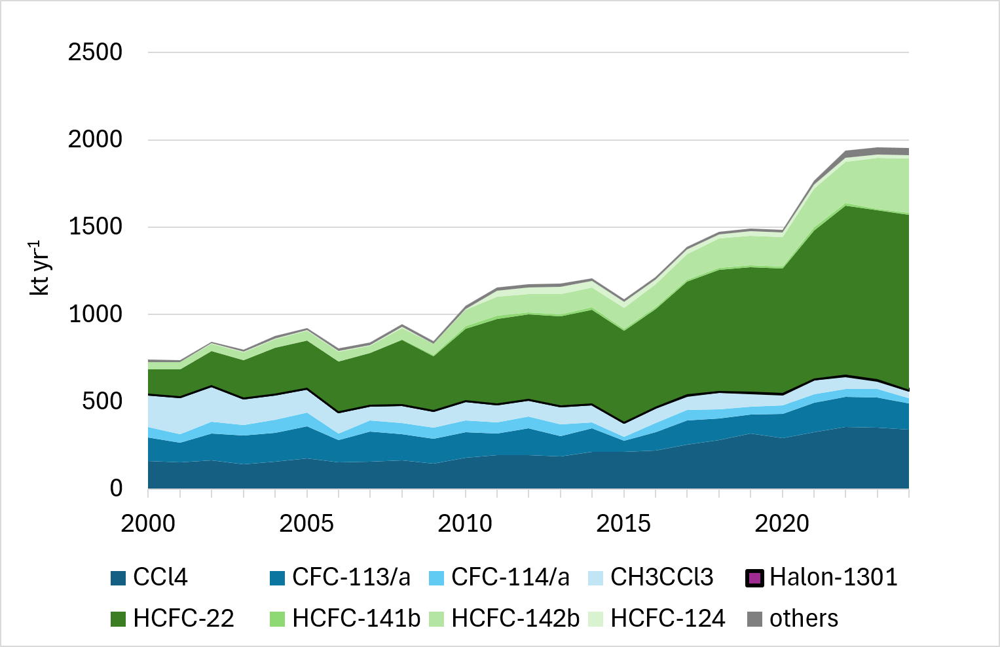 2500
2000
1500
1000
500
0
kt yr-1
2000 2005 2010 2015 2020
CCl4 CFC-113/a CFC-114/a CH3CCl3 Halon-1301
HCFC-22 HCFC-141b HCFC-142b HCFC-124 others